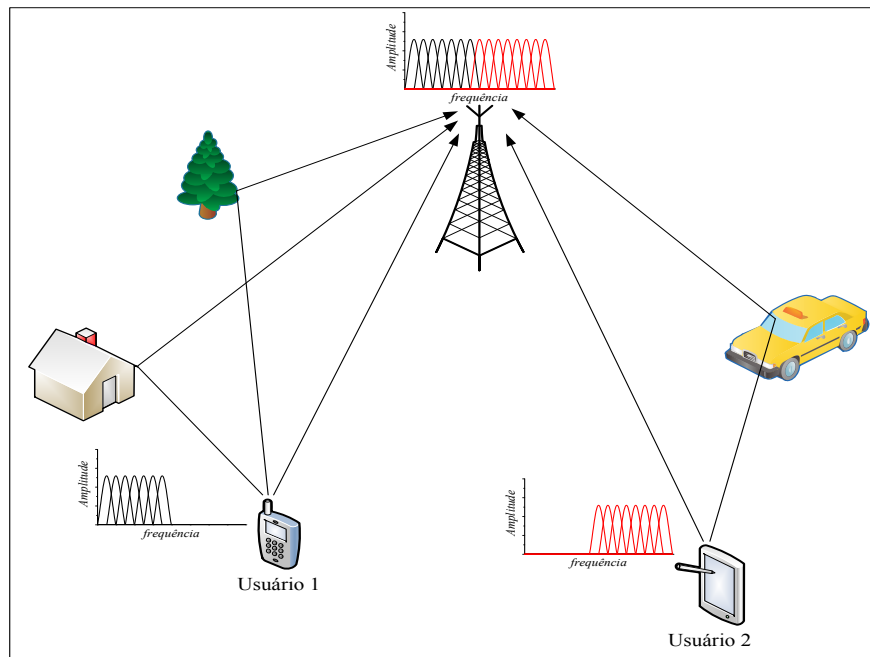 Amplitude
frequência
Amplitude
frequência
Usuário 1
Amplitude
frequência
Usuário 2